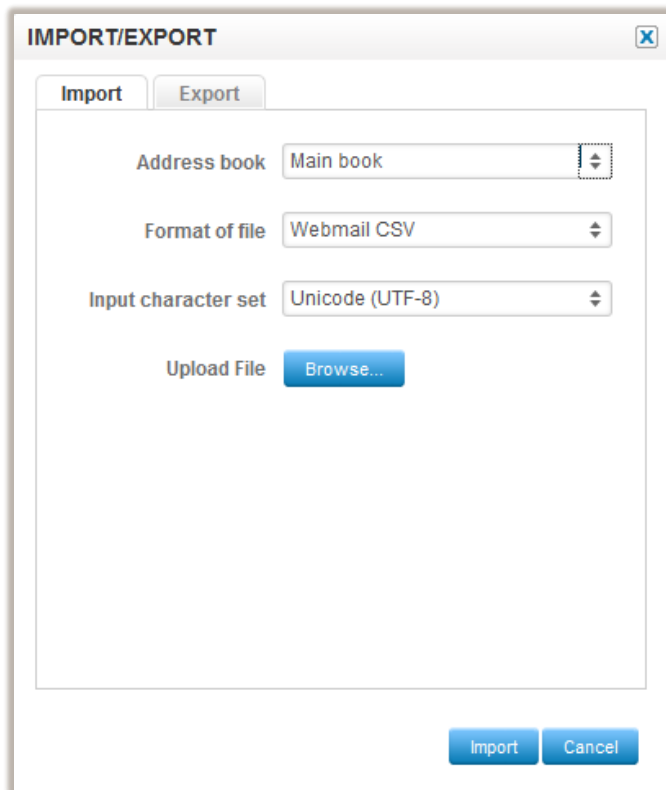 IMPORT/EXPORT
Import Export
Address book Main book
Format of file Webmail CSV
Input character set Unicode (UTF-8)
Upload File Browse...
Import Cancel